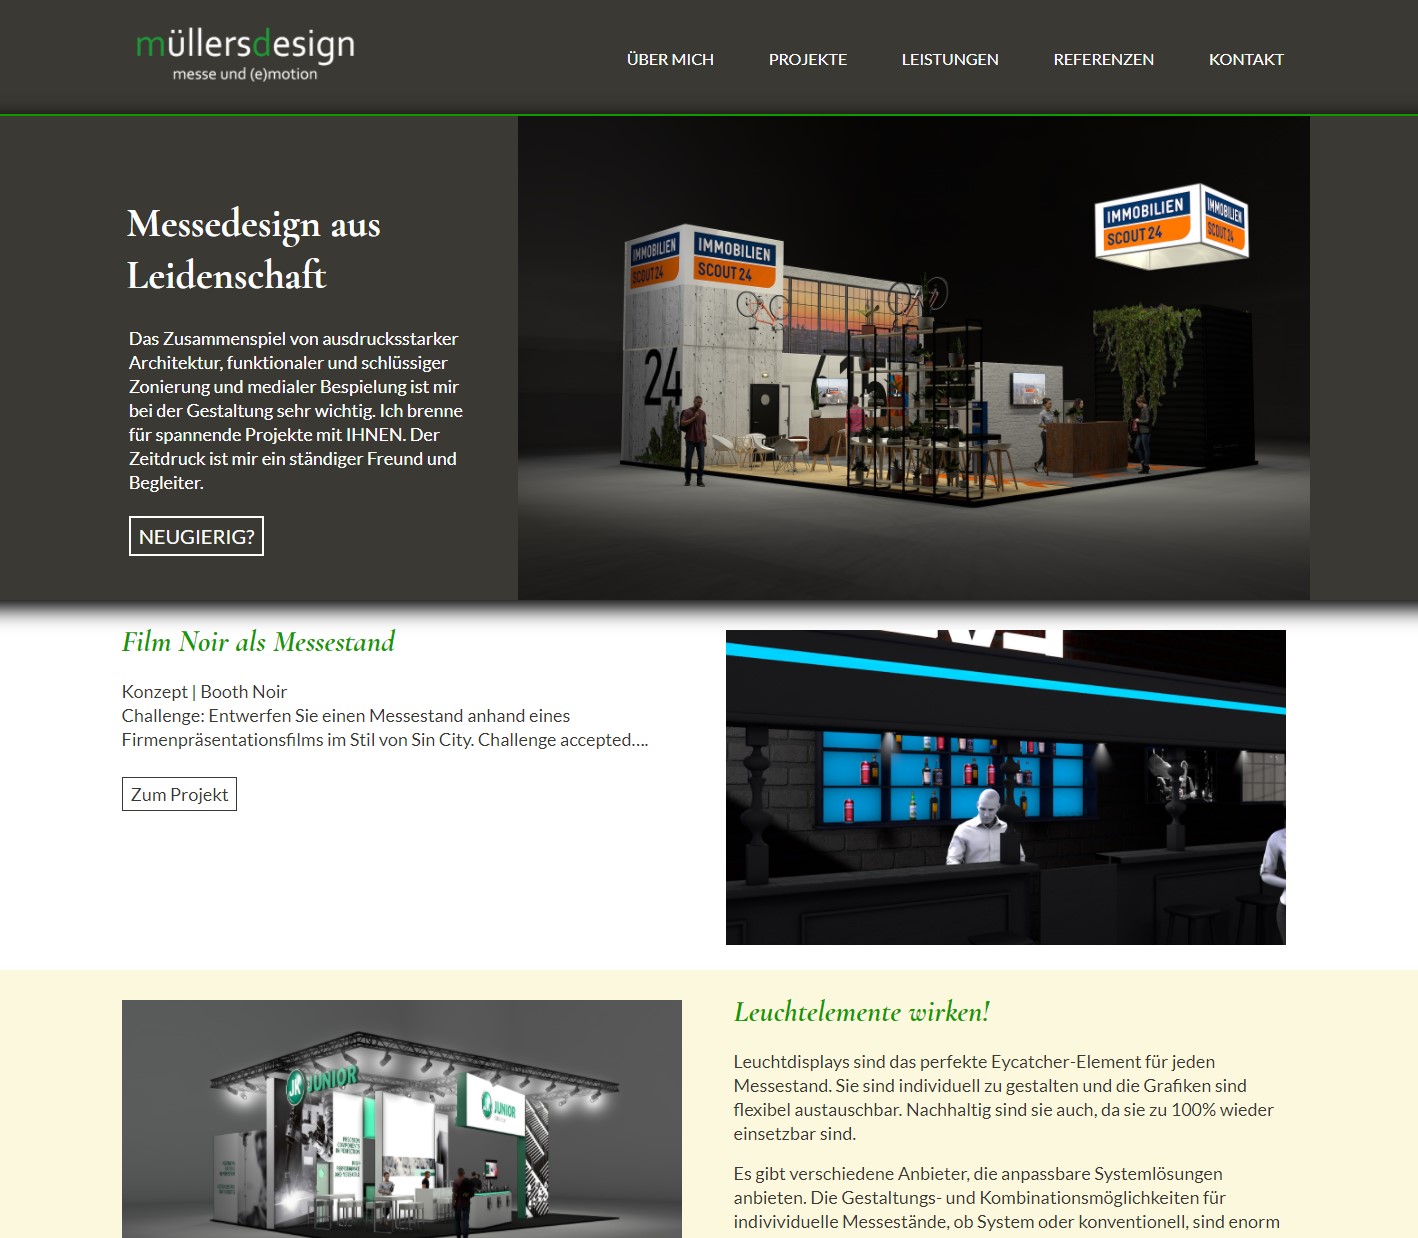 müllersdesign
messe und (e)motion
ÜBER MICH PROJEKTE LEISTUNGEN REFERENZEN KONTAKT
Messedesign aus
Leidenschaft
Das Zusammenspiel von ausdrucksstarker
Architektur, funktionaler und schlüssiger
Zonierung und medialer Bespielung ist mir
bei der Gestaltung sehr wichtig. Ich brenne
für spannende Projekte mit IHNEN. Der
Zeitdruck ist mir ein ständiger Freund und
Begleiter.
NEUGIERIG?
IMMOBILIEN IMMOBILIEN
SCOUT 24 SCOUT 24
IMMOBILIEN IMMOBILIEN
SCOUT24 SCOUT 24
24
Film Noir als Messestand
Konzept | Booth Noir
Challenge: Entwerfen Sie einen Messestand anhand eines
Firmenpräsentationsfilms im Stil von Sin City. Challenge accepted....
Zum Projekt
Leuchtelemente wirken!
Leuchtdisplays sind das perfekte Eycatcher-Element für jeden
Messestand. Sie sind individuell zu gestalten und die Grafiken sind
flexibel austauschbar. Nachhaltig sind sie auch, da sie zu 100% wieder
einsetzbar sind.
Es gibt verschiedene Anbieter, die anpassbare Systemlösungen
anbieten. Die Gestaltungs- und Kombinationsmöglichkeiten für
indivividuelle Messestände, ob System oder konventionell, sind enorm
JR JUNIOR
JUNIOR